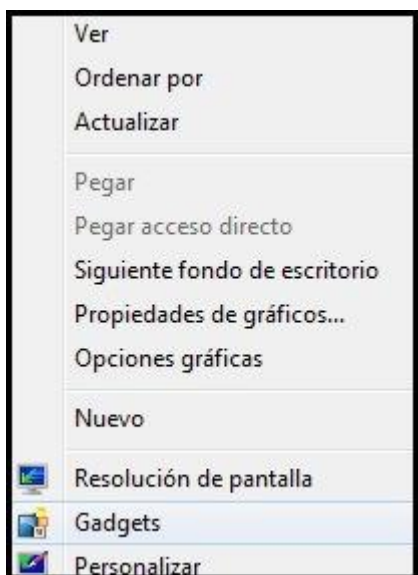 Ver
Ordenar por
Actualizar
Pegar
Pegar acceso directo
Siguiente fondo de escritorio
Propiedades de gráficos...
Opciones gráficas
Nuevo
Resolución de pantalla
Gadgets
Personalizar